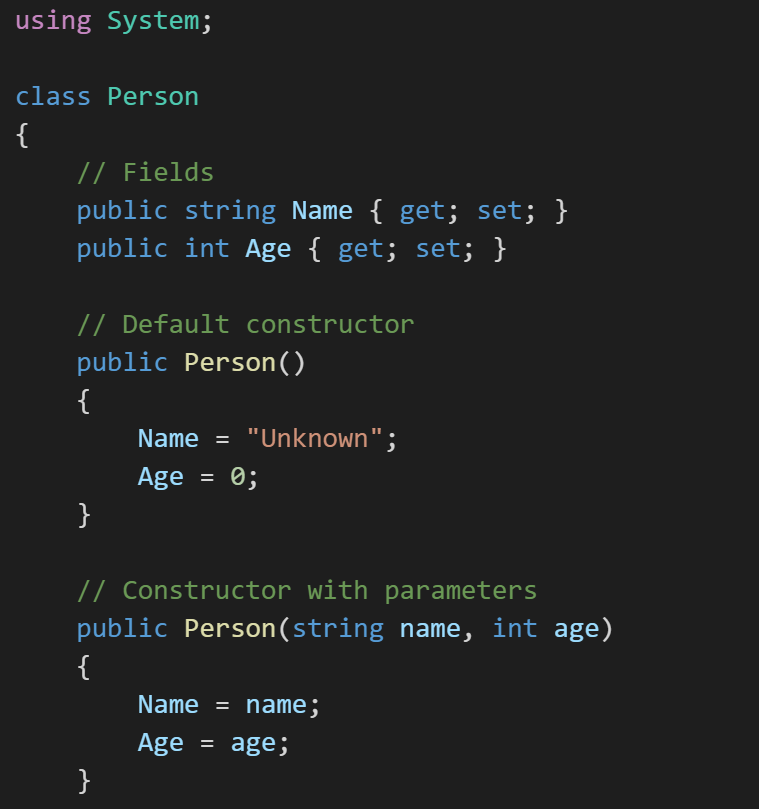 using System;

class Person
{
    // Fields
    public string Name { get; set; }
    public int Age { get; set; }

    // Default constructor
    public Person()
    {
        Name = "Unknown";
        Age = 0;
    }

    // Constructor with parameters
    public Person(string name, int age)
    {
        Name = name;
        Age = age;
    }